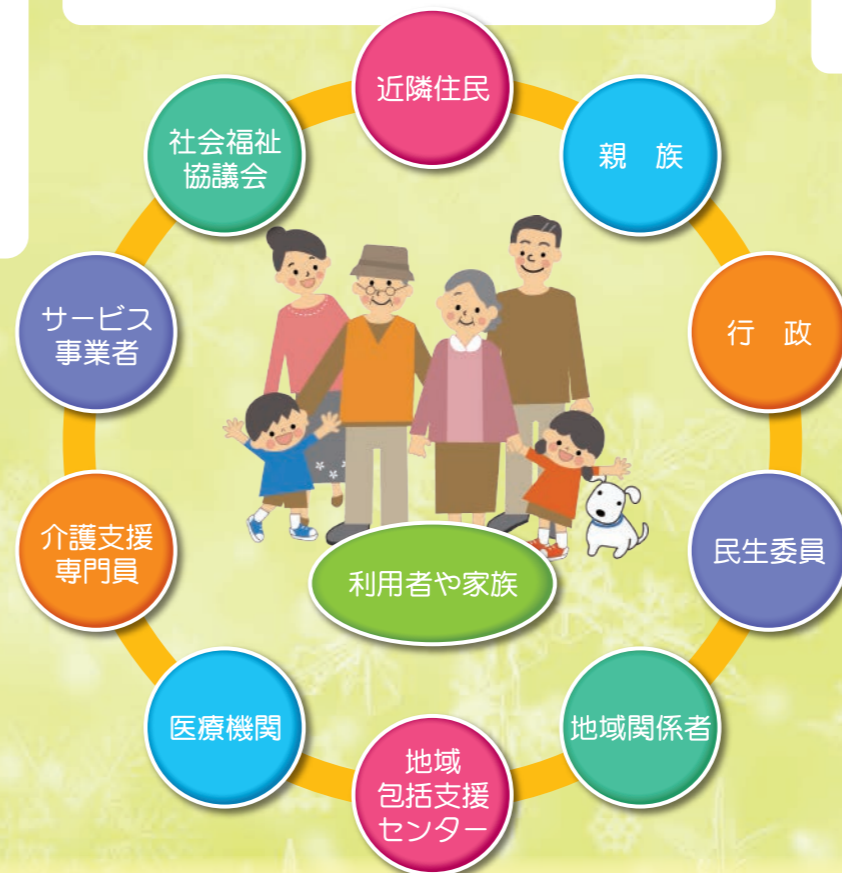 近隣住民
親　族
行　政
民生委員
地域関係者
地域
包括支援
センター
医療機関
介護支援
専門員
サービス
事業者
社会福祉
協議会
利用者や家族